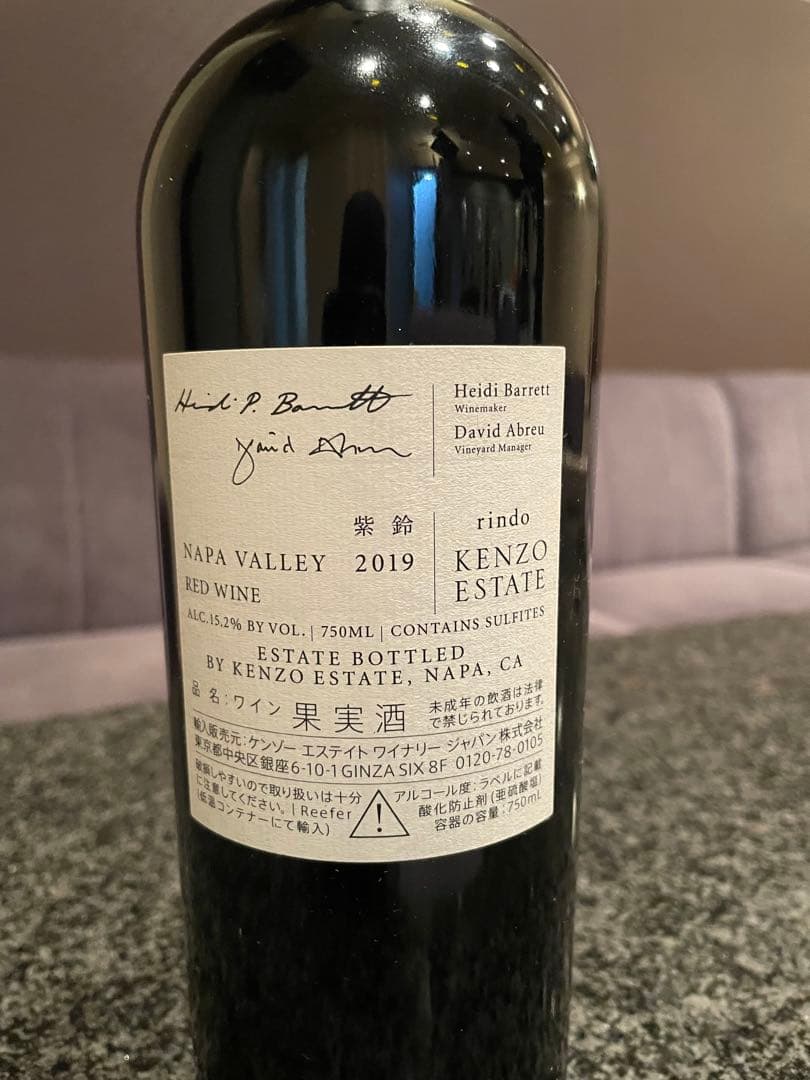 Heidi P. Barrett
David Abreu
Heidi Barrett
Winemaker
David Abreu
Vineyard Manager
紫鈴
NAPA VALLEY 2019
RED WINE
rindo
KENZO
ESTATE
ALC.15.2% BY VOL. | 750ML | CONTAINS SULFITES
ESTATE BOTTLED
BY KENZO ESTATE, NAPA, CA
品名:ワイン 果実酒
未成年の飲酒は法律
で禁じられております。
輸入販売元:ケンゾー エステイト ワイナリー ジャパン株式会社
東京都中央区銀座6-10-1 GINZA SIX 8F 0120-78-0105
破損しやすいので取り扱いは十分
に注意してください。| Reefer
(低温コンテナーにて輸入)
アルコール度:ラベルに記載
酸化防止剤(亜硫酸塩)
容器の容量:750mL